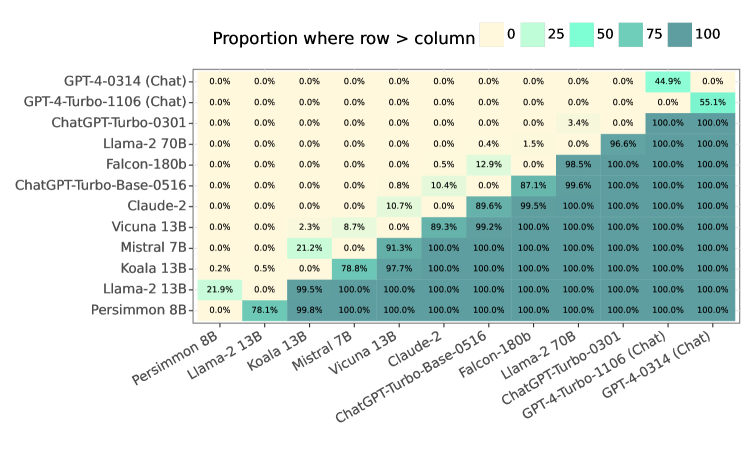 Proportion where row > column 0 25 50 75 100
GPT-4-0314 (Chat) 0.0% 0.0% 0.0% 0.0% 0.0% 0.0% 0.0% 0.0% 0.0% 0.0% 44.9% 0.0%
GPT-4-Turbo-1106 (Chat) 0.0% 0.0% 0.0% 0.0% 0.0% 0.0% 0.0% 0.0% 0.0% 0.0% 0.0% 55.1%
ChatGPT-Turbo-0301 0.0% 0.0% 0.0% 0.0% 0.0% 0.0% 0.0% 0.0% 3.4% 0.0% 100.0% 100.0%
Llama-2 70B 0.0% 0.0% 0.0% 0.0% 0.0% 0.0% 0.4% 1.5% 0.0% 96.6% 100.0% 100.0%
Falcon-180b 0.0% 0.0% 0.0% 0.0% 0.0% 0.5% 12.9% 0.0% 98.5% 100.0% 100.0% 100.0%
ChatGPT-Turbo-Base-0516 0.0% 0.0% 0.0% 0.0% 0.8% 10.4% 0.0% 87.1% 99.6% 100.0% 100.0% 100.0%
Claude-2 0.0% 0.0% 0.0% 0.0% 10.7% 0.0% 89.6% 99.5% 100.0% 100.0% 100.0% 100.0%
Vicuna 13B 0.0% 0.0% 2.3% 8.7% 0.0% 89.3% 99.2% 100.0% 100.0% 100.0% 100.0% 100.0%
Mistral 7B 0.0% 0.0% 21.2% 0.0% 91.3% 100.0% 100.0% 100.0% 100.0% 100.0% 100.0% 100.0%
Koala 13B 0.2% 0.5% 0.0% 78.8% 97.7% 100.0% 100.0% 100.0% 100.0% 100.0% 100.0% 100.0%
Llama-2 13B 21.9% 0.0% 99.5% 100.0% 100.0% 100.0% 100.0% 100.0% 100.0% 100.0% 100.0% 100.0%
Persimmon 8B 0.0% 78.1% 99.8% 100.0% 100.0% 100.0% 100.0% 100.0% 100.0% 100.0% 100.0% 100.0%
Persimmon 8B
Llama-2 13B
Koala 13B
Mistral 7B
Vicuna 13B
Claude-2
ChatGPT-Turbo-Base-0516
Falcon-180b
Llama-2 70B
ChatGPT-Turbo-0301
GPT-4-Turbo-1106 (Chat)
GPT-4-0314 (Chat)